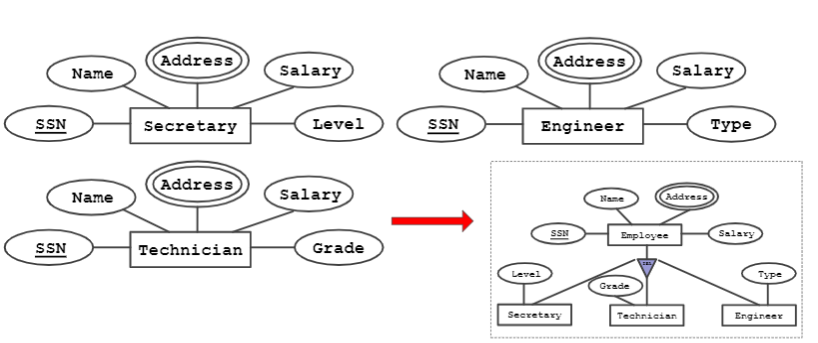 Address
Name
Salary
SSN
Secretary
Level
Address
Name
Salary
SSN
Engineer
Type
Address
Name
Salary
SSN
Technician
Grade
Name
Address
SSN
Employee
Salary
Level
Grade
Type
Secretary
Technician
Engineer